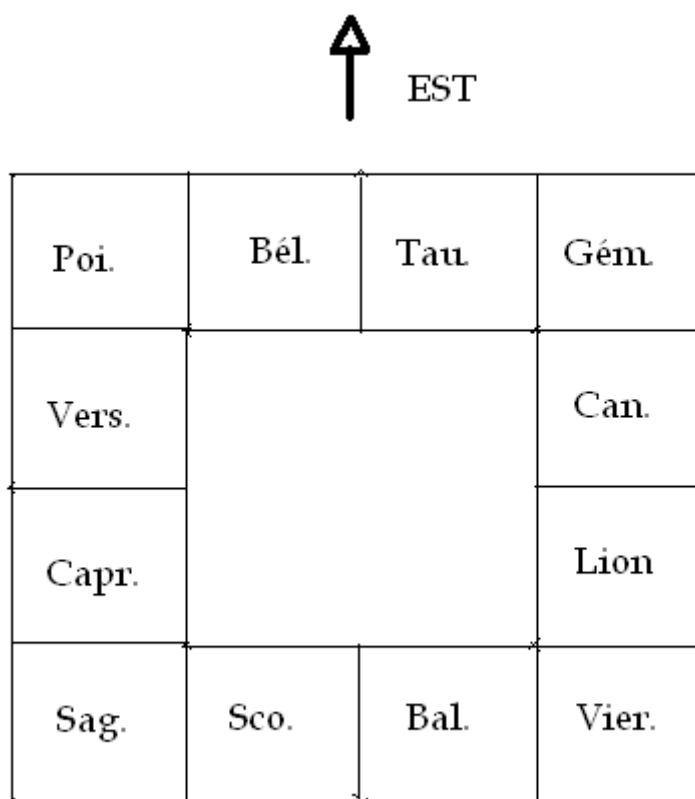 EST
Poi. Bél. Tau. Gém.
Vers. Can.
Capr. Lion
Sag. Sco. Bal. Vier.